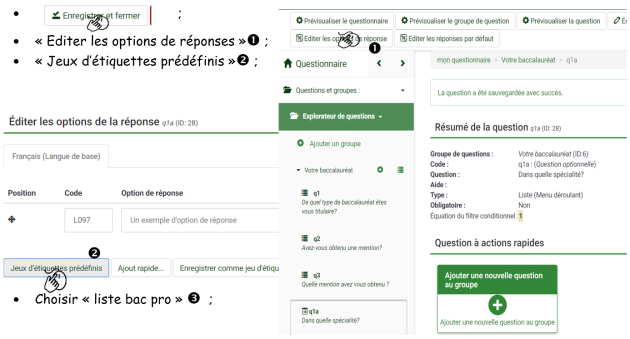 • Enregistrer et fermer ;
• « Editer les options de réponses »❶ ;
• « Jeux d'étiquettes prédéfinis »❷ ;
Éditer les options de la réponse q1a (ID: 28)
Français (Langue de base)
Position Code Option de réponse
L097 Un exemple d'option de réponse
❷
Jeux d'étiquettes prédéfinis Ajout rapide... Enregistrer comme jeu d'étiqu
• Choisir « liste bac pro » ❸ ;
Prévisualiser le questionnaire Prévisualiser le groupe de question Prévisualiser la question
Editer les options de réponse Editer les réponses par défaut
❶
Questionnaire
Questions et groupes :
Explorateur de questions
Ajouter un groupe
Votre baccalauréat
q1
De quel type de baccalauréat êtes
vous titulaire?
q2
Avez-vous obtenu une mention?
q3
Quelle mention avez vous obtenu ?
q1a
Dans quelle spécialité?
mon questionnaire > Votre baccalauréat > q1a
La question a été sauvegardée avec succès.
Résumé de la question q1a (ID: 28)
Groupe de questions : Votre baccalauréat (ID:6)
Code : q1a : (Question optionnelle)
Question : Dans quelle spécialité?
Aide :
Type : Liste (Menu déroulant)
Obligatoire : Non
Équation du filtre conditionnel :1
Question à actions rapides
Ajouter une nouvelle question
au groupe
Ajouter une nouvelle question au groupe